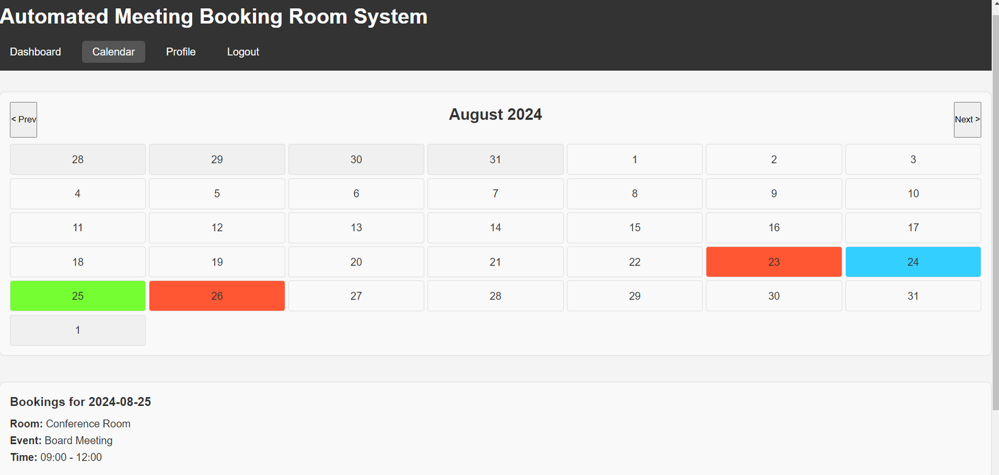 Automated Meeting Booking Room System
Dashboard Calendar Profile Logout
< Prev August 2024 Next >
28 29 30 31 1 2 3
4 5 6 7 8 9 10
11 12 13 14 15 16 17
18 19 20 21 22 23 24
25 26 27 28 29 30 31
1
Bookings for 2024-08-25
Room: Conference Room
Event: Board Meeting
Time: 09:00 - 12:00